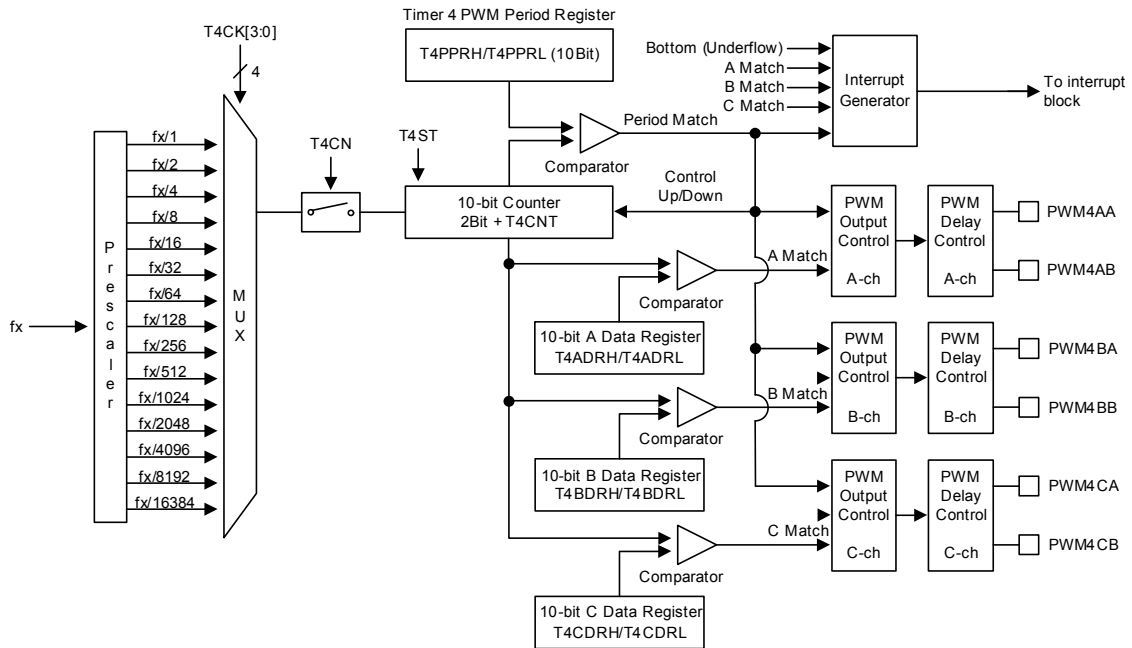 Timer 4 PWM Period Register
T4CK[3:0]
T4PPRH/T4PPRL (10Bit)
4
Bottom (Underflow)
A Match
B Match
C Match
Interrupt
Generator
To interrupt
block
Period Match
Comparator
fx
Prescaler
fx/1
fx/2
fx/4
fx/8
fx/16
fx/32
fx/64
fx/128
fx/256
fx/512
fx/1024
fx/2048
fx/4096
fx/8192
fx/16384
MUX
T4CN
T4ST
10-bit Counter
2Bit + T4CNT
Control
Up/Down
A Match
Comparator
10-bit A Data Register
T4ADRH/T4ADRL
PWM
Output
Control
A-ch
PWM
Delay
Control
A-ch
PWM4AA
PWM4AB
B Match
Comparator
10-bit B Data Register
T4BDRH/T4BDRL
PWM
Output
Control
B-ch
PWM
Delay
Control
B-ch
PWM4BA
PWM4BB
C Match
Comparator
10-bit C Data Register
T4CDRH/T4CDRL
PWM
Output
Control
C-ch
PWM
Delay
Control
C-ch
PWM4CA
PWM4CB